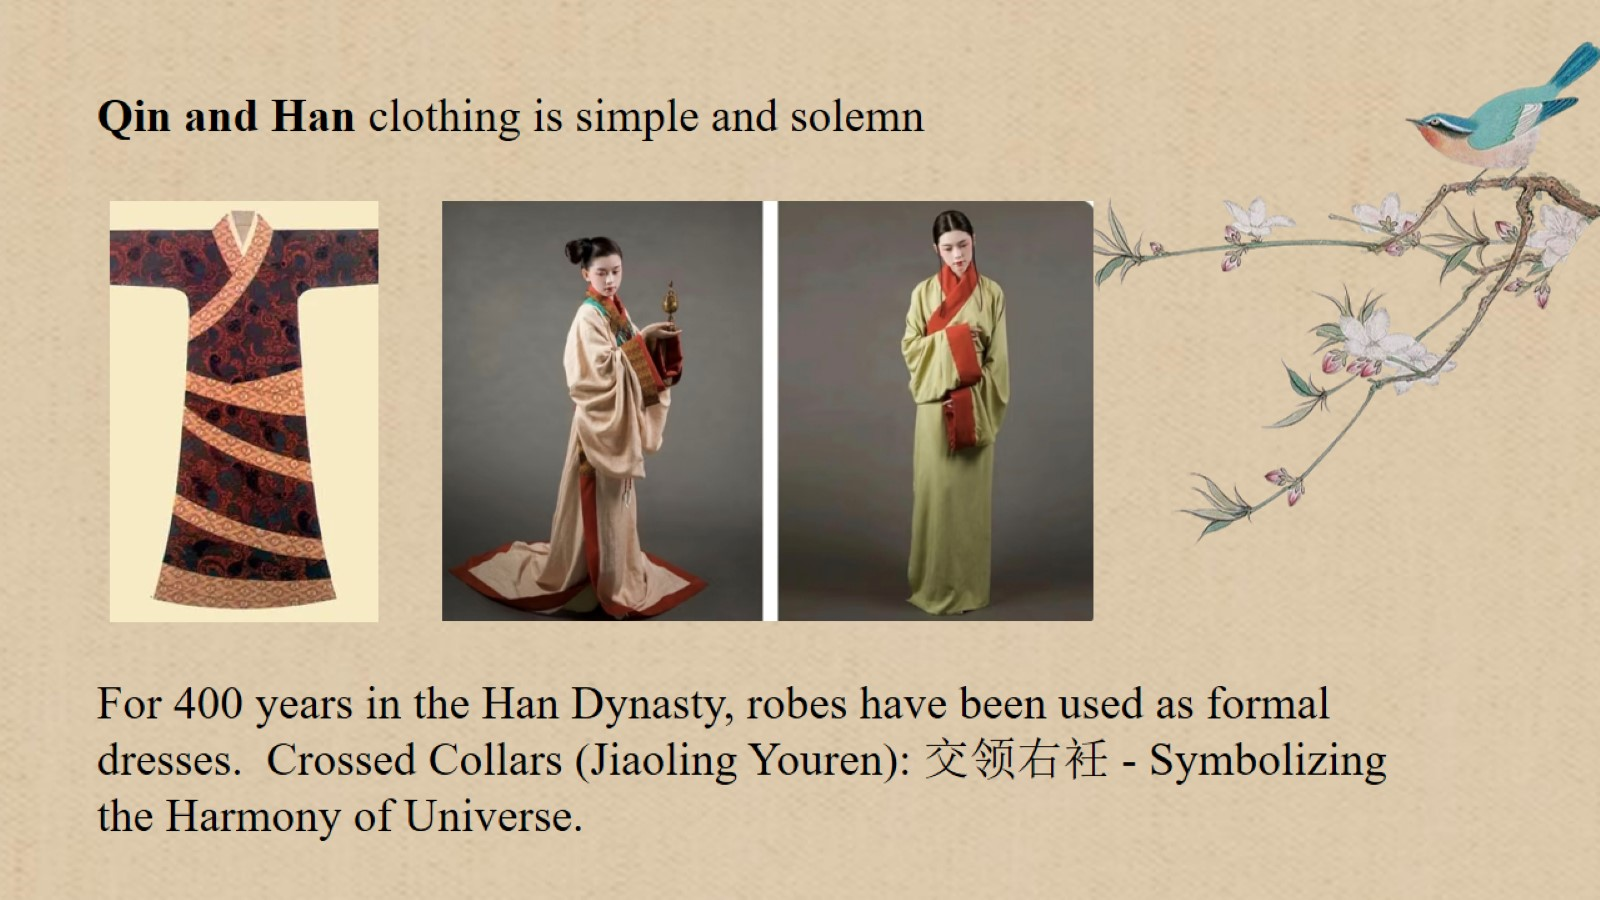 Qin and Han clothing is simple and solemn
For 400 years in the Han Dynasty, robes have been used as formal
dresses.  Crossed Collars (Jiaoling Youren): 交领右衽 - Symbolizing
the Harmony of Universe.